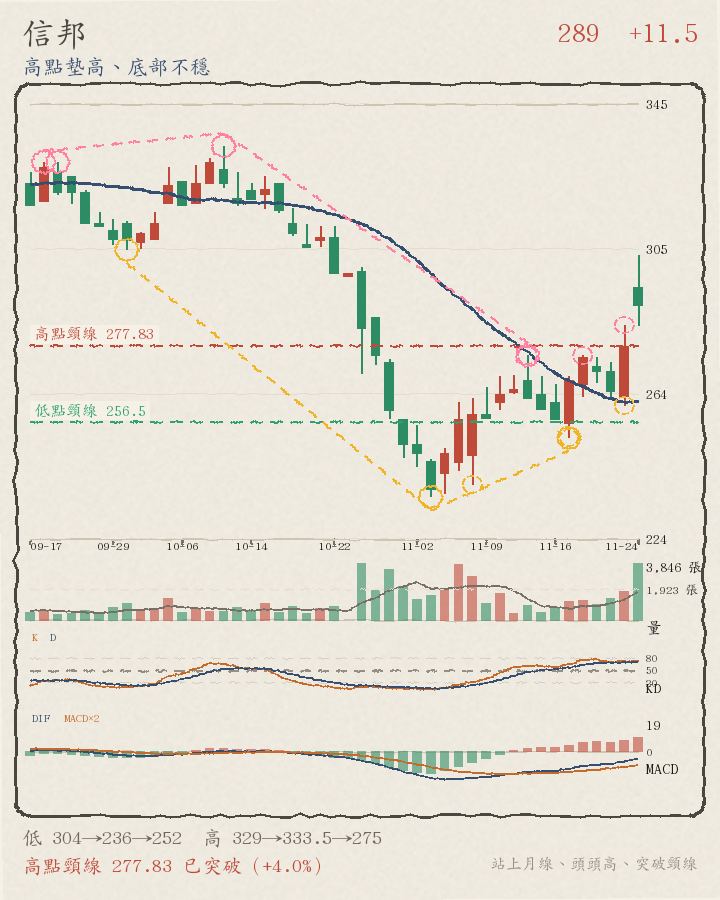 信邦
289 +11.5
高點墊高、底部不穩
345
305
高點頸線 277.83
264
低點頸線 256.5
224
09-17 09-29 10-06 10-14 10-22 11-02 11-09 11-16 11-24
3,846 張
1,923 張
量
K D
80
50
20
KD
DIF MACD×2
19
0
MACD
低 304→236→252 高 329→333.5→275
高點頸線 277.83 已突破 (+4.0%)
站上月線、頭頭高、突破頸線